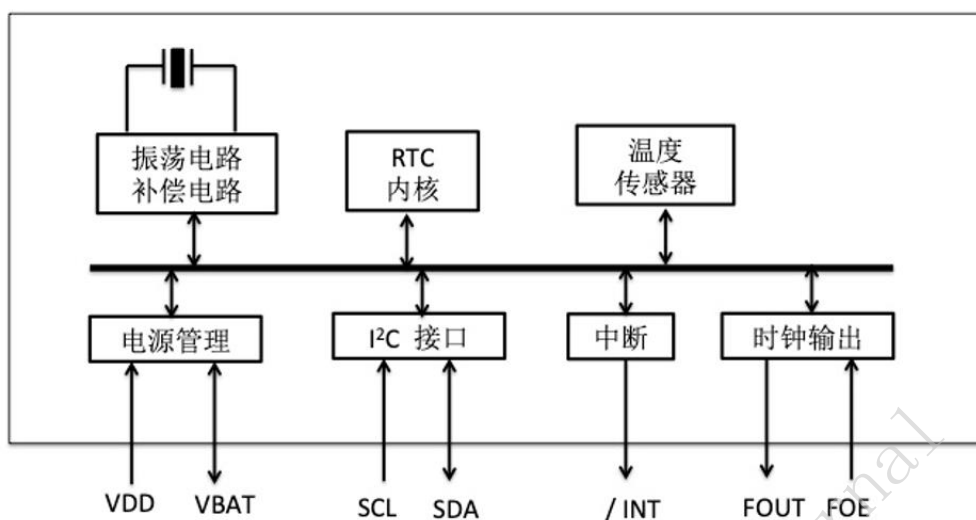 振荡电路
补偿电路
RTC
内核
温度
传感器
电源管理
I²C 接口
中断
时钟输出
VDD
VBAT
SCL
SDA
/ INT
FOUT
FOE